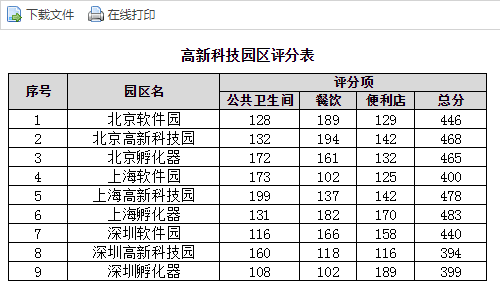 下载文件 在线打印
高新科技园区评分表
序号 园区名 评分项
公共卫生间 餐饮 便利店 总分
1 北京软件园 128 189 129 446
2 北京高新科技园 132 194 142 468
3 北京孵化器 172 161 132 465
4 上海软件园 173 102 125 400
5 上海高新科技园 199 137 142 478
6 上海孵化器 131 182 170 483
7 深圳软件园 116 166 158 440
8 深圳高新科技园 160 118 116 394
9 深圳孵化器 108 102 189 399